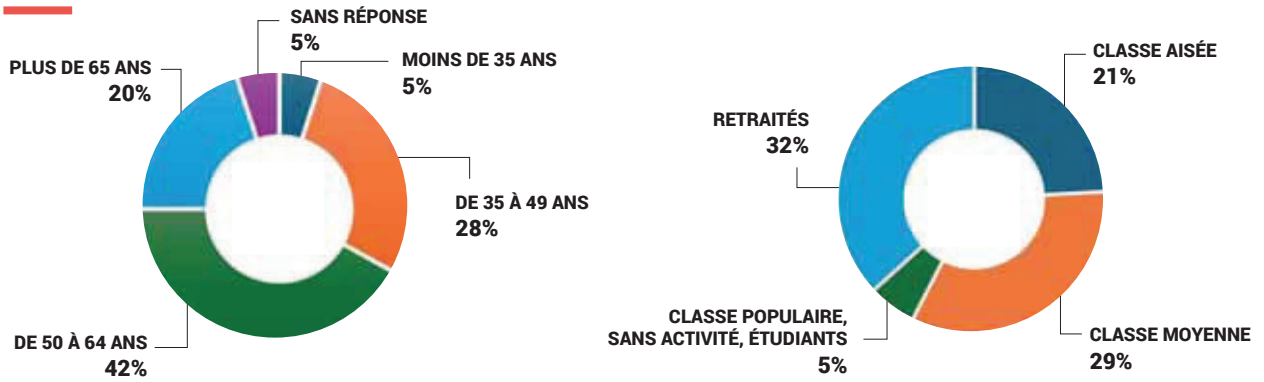 SANS RÉPONSE
5%
MOINS DE 35 ANS
5%
PLUS DE 65 ANS
20%
DE 35 À 49 ANS
28%
DE 50 À 64 ANS
42%
CLASSE AISÉE
21%
RETRAITÉS
32%
CLASSE POPULAIRE,
SANS ACTIVITÉ, ÉTUDIANTS
5%
CLASSE MOYENNE
29%